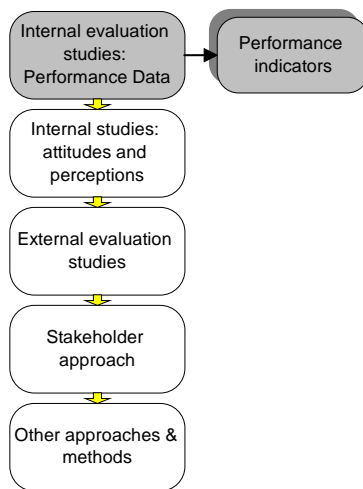 Internal evaluation
studies:
Performance Data
Performance
indicators
Internal studies:
attitudes and
perceptions
External evaluation
studies
Stakeholder
approach
Other approaches &
methods